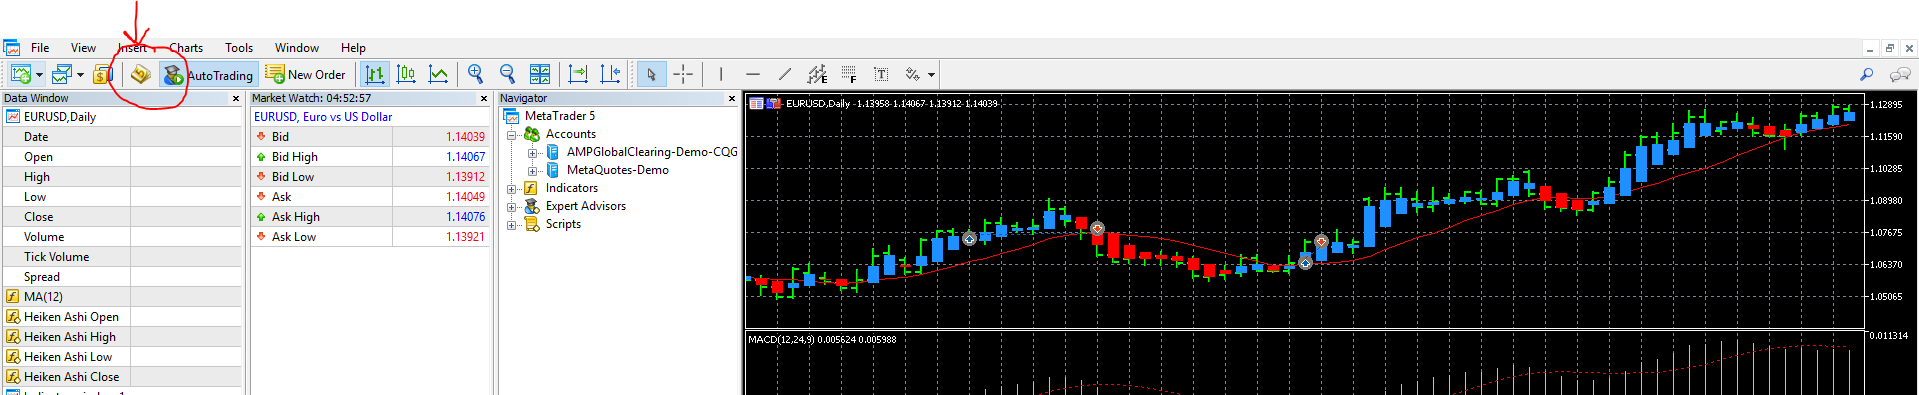 File View Insert Charts Tools Window Help
AutoTrading New Order E F T
Data Window
EURUSD,Daily
Date
Open
High
Low
Close
Volume
Tick Volume
Spread
MA(12)
Heiken Ashi Open
Heiken Ashi High
Heiken Ashi Low
Heiken Ashi Close
Market Watch: 04:52:57
EURUSD, Euro vs US Dollar
Bid 1.14039
Bid High 1.14067
Bid Low 1.13912
Ask 1.14049
Ask High 1.14076
Ask Low 1.13921
Navigator
MetaTrader 5
Accounts
AMPGlobalClearing-Demo-CQG
MetaQuotes-Demo
Indicators
Expert Advisors
Scripts
EURUSD,Daily 1.13958 1.14067 1.13912 1.14039
1.12895
1.11590
1.10285
1.08980
1.07675
1.06370
1.05065
MACD(12,24,9) 0.005624 0.005988
0.011314